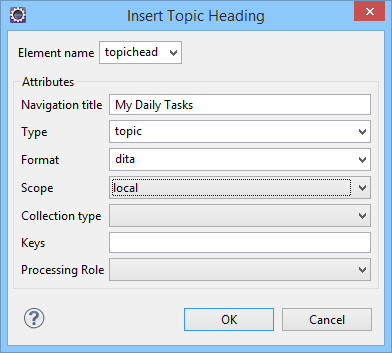 Insert Topic Heading
Element name topichead
Attributes
Navigation title My Daily Tasks
Type topic
Format dita
Scope local
Collection type
Keys
Processing Role
? OK Cancel